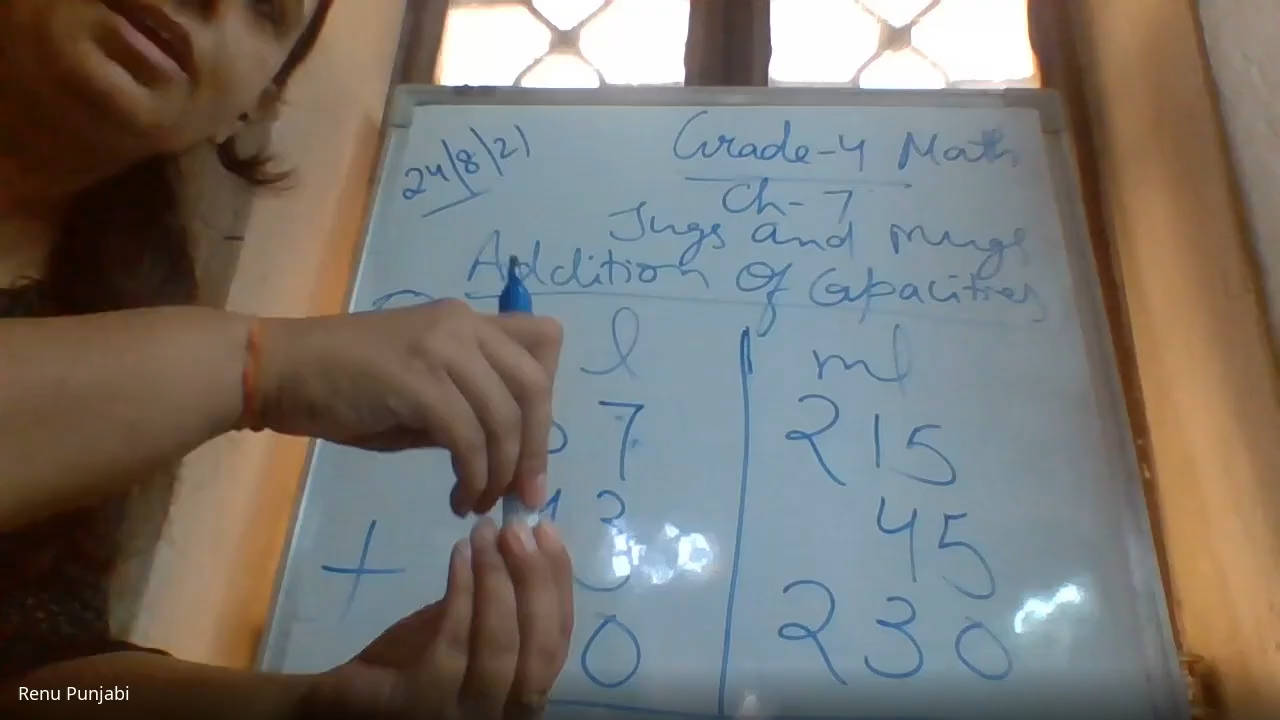 24/8/21
Grade-4 Math
Ch-7
Jugs and mugs
Addition of Capacities
l ml
7 215
+ 3 45
0 230
Renu Punjabi